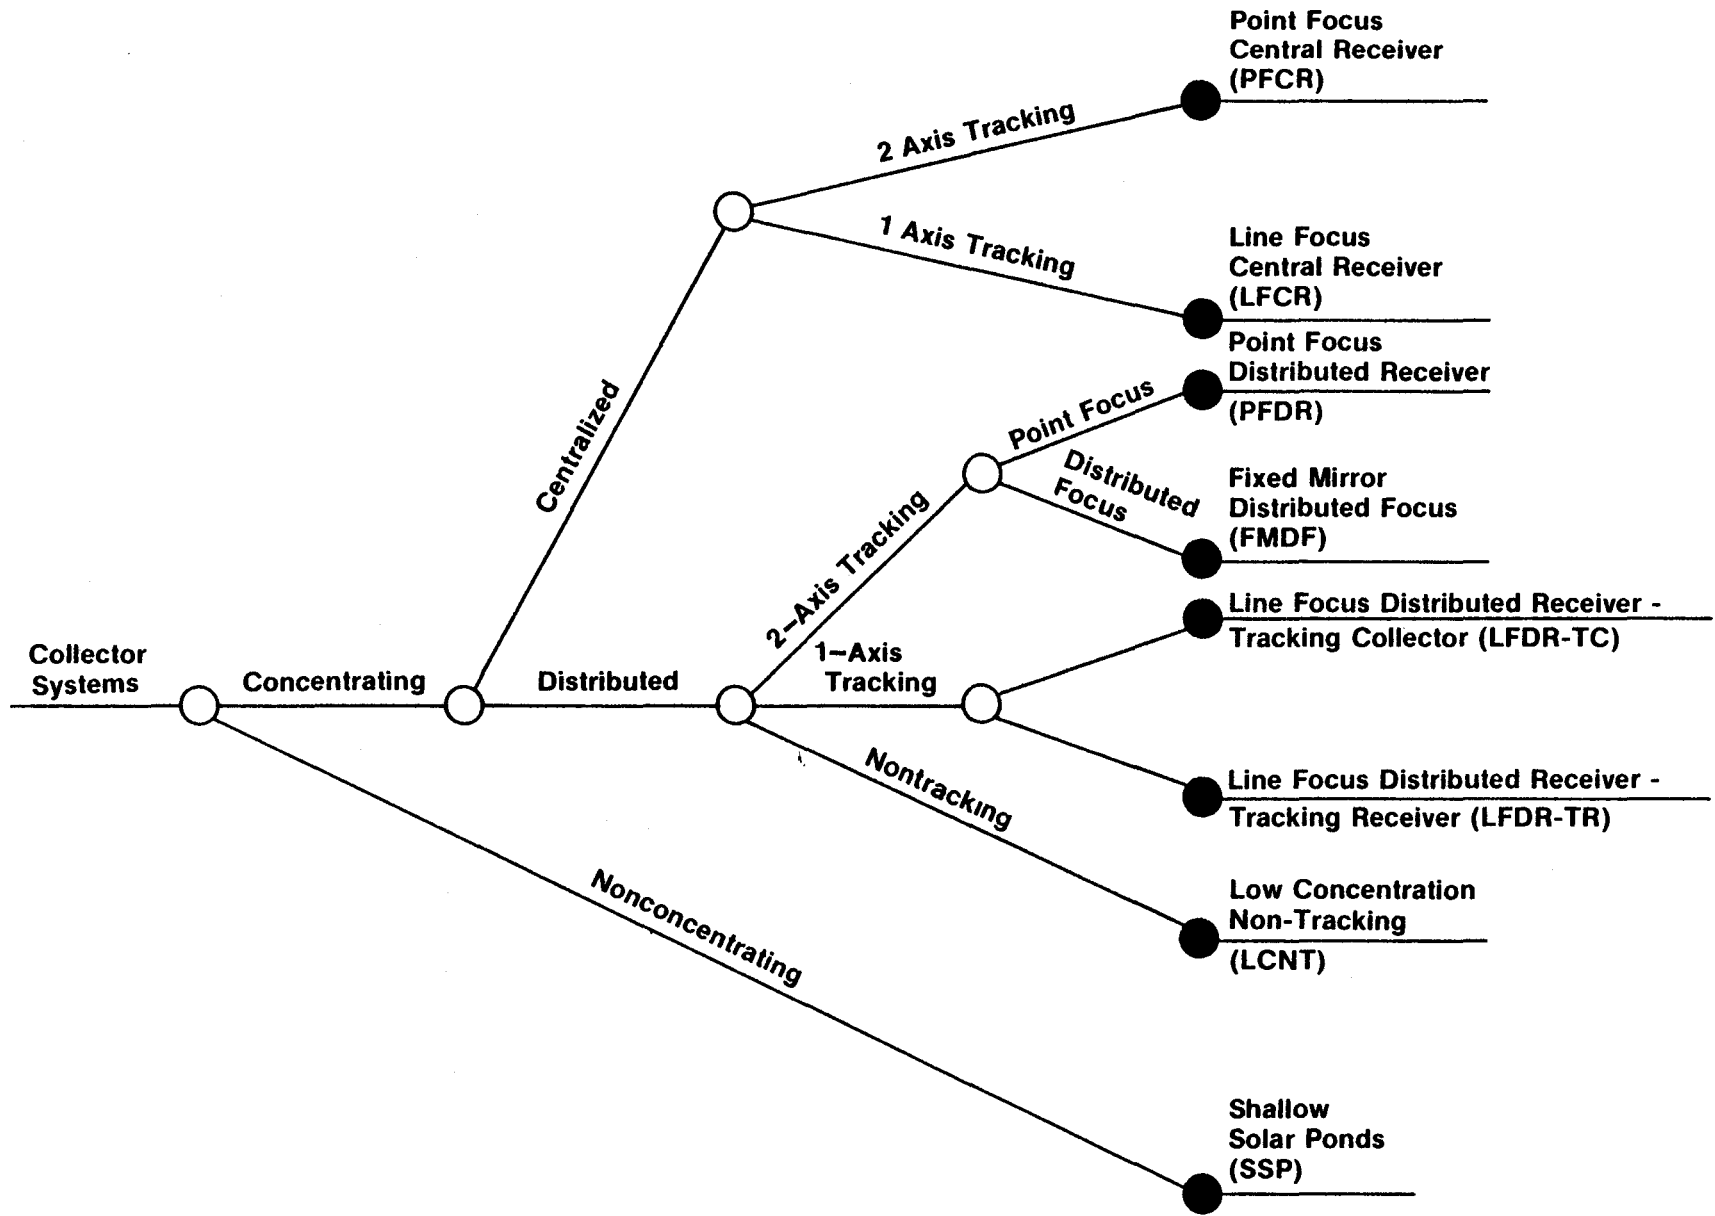 Point Focus
Central Receiver
(PFCR)
2 Axis Tracking
1 Axis Tracking
Line Focus
Central Receiver
(LFCR)
Point Focus
Distributed Receiver
(PFDR)
Centralized
Point Focus
Distributed
Focus
Fixed Mirror
Distributed Focus
(FMDF)
2-Axis Tracking
Line Focus Distributed Receiver -
Tracking Collector (LFDR-TC)
Collector
Systems
Concentrating
Distributed
1-Axis
Tracking
Nontracking
Line Focus Distributed Receiver -
Tracking Receiver (LFDR-TR)
Low Concentration
Non-Tracking
(LCNT)
Nonconcentrating
Shallow
Solar Ponds
(SSP)